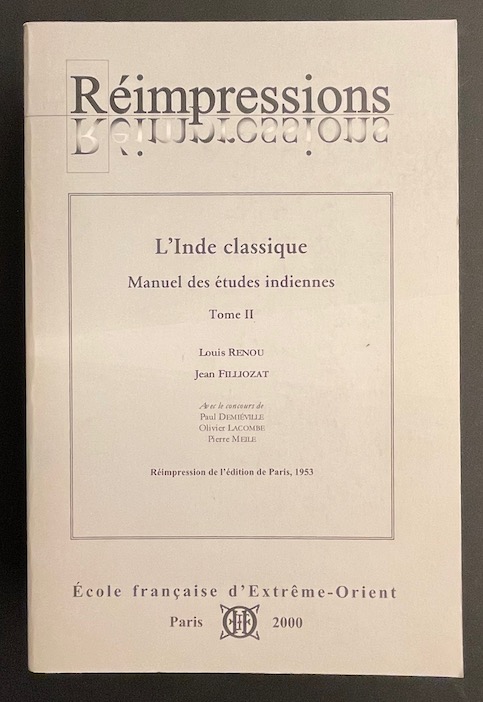 Réimpressions
L'Inde classique
Manuel des études indiennes
Tome II
Louis RENOU
Jean FILLIOZAT
Avec le concours de
Paul DEMIÉVILLE
Olivier LACOMBE
Pierre MEILE
Réimpression de l'édition de Paris, 1953
École française d'Extrême-Orient
Paris 2000